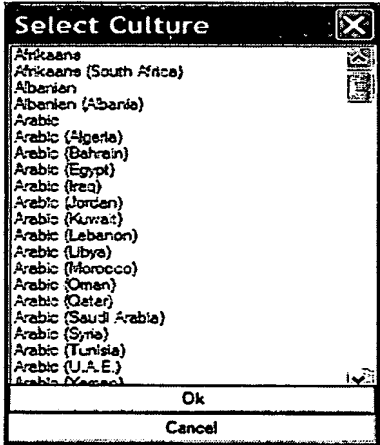 Select Culture
Afrikaans
Afrikaans (South Africa)
Albanian
Albanian (Albania)
Arabic
Arabic (Algeria)
Arabic (Bahrain)
Arabic (Egypt)
Arabic (Iraq)
Arabic (Jordan)
Arabic (Kuwait)
Arabic (Lebanon)
Arabic (Libya)
Arabic (Morocco)
Arabic (Oman)
Arabic (Qatar)
Arabic (Saudi Arabia)
Arabic (Syria)
Arabic (Tunisia)
Arabic (U.A.E.)
Arabic (Yemen)
Ok
Cancel